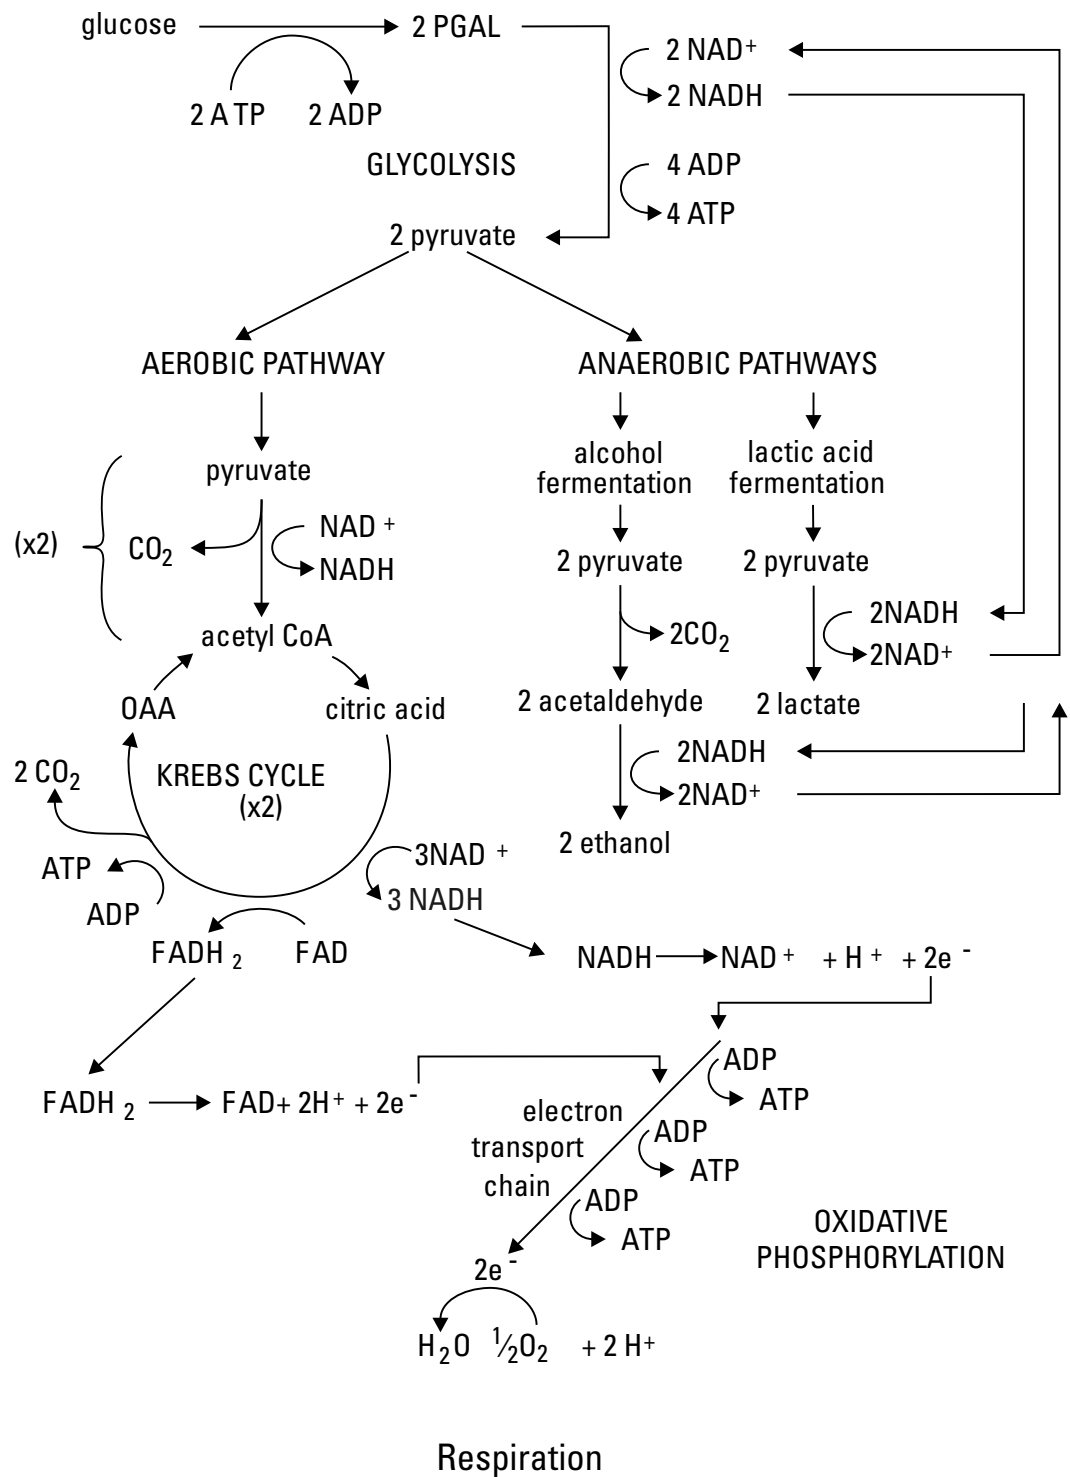 glucose
2 PGAL
2 NAD+
2 NADH
2 ATP
2 ADP
GLYCOLYSIS
4 ADP
4 ATP
2 pyruvate
AEROBIC PATHWAY
ANAEROBIC PATHWAYS
pyruvate
(x2)
CO2
NAD +
NADH
acetyl CoA
alcohol
fermentation
2 pyruvate
2CO2
2 acetaldehyde
2NADH
2NAD+
2 ethanol
lactic acid
fermentation
2 pyruvate
2NADH
2NAD+
2 lactate
OAA
citric acid
KREBS CYCLE
(x2)
2 CO2
ATP
ADP
3NAD +
3 NADH
FADH 2
FAD
NADH
NAD + + H + + 2e -
FADH 2
FAD+ 2H+ + 2e-
electron
transport
chain
ADP
ATP
ADP
ATP
ADP
ATP
OXIDATIVE
PHOSPHORYLATION
2e -
H2O ½O2 + 2 H+
Respiration